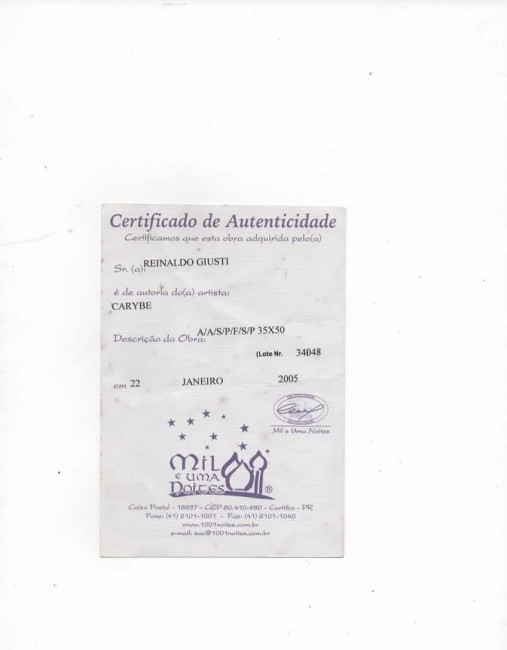 Certificado de Autenticidade
Certificamos que esta obra adquirida pelo(a)
Sr. (a): REINALDO GIUSTI
é de autoria do(a) artista:
CARYBE
Descrição da Obra: A/A/S/P/F/S/P 35X50
(Lote Nr. 34048
em 22 JANEIRO 2005
Mil e Uma Noites
MIL
E UMA
NOITES ®
Caixa Postal - 18837 - CEP 80.410-980 - Curitiba - PR
Fone: (41) 2101-1001 - Fax: (41) 2101-1040
www.1001noites.com.br
e-mail: sac@1001noites.com.br